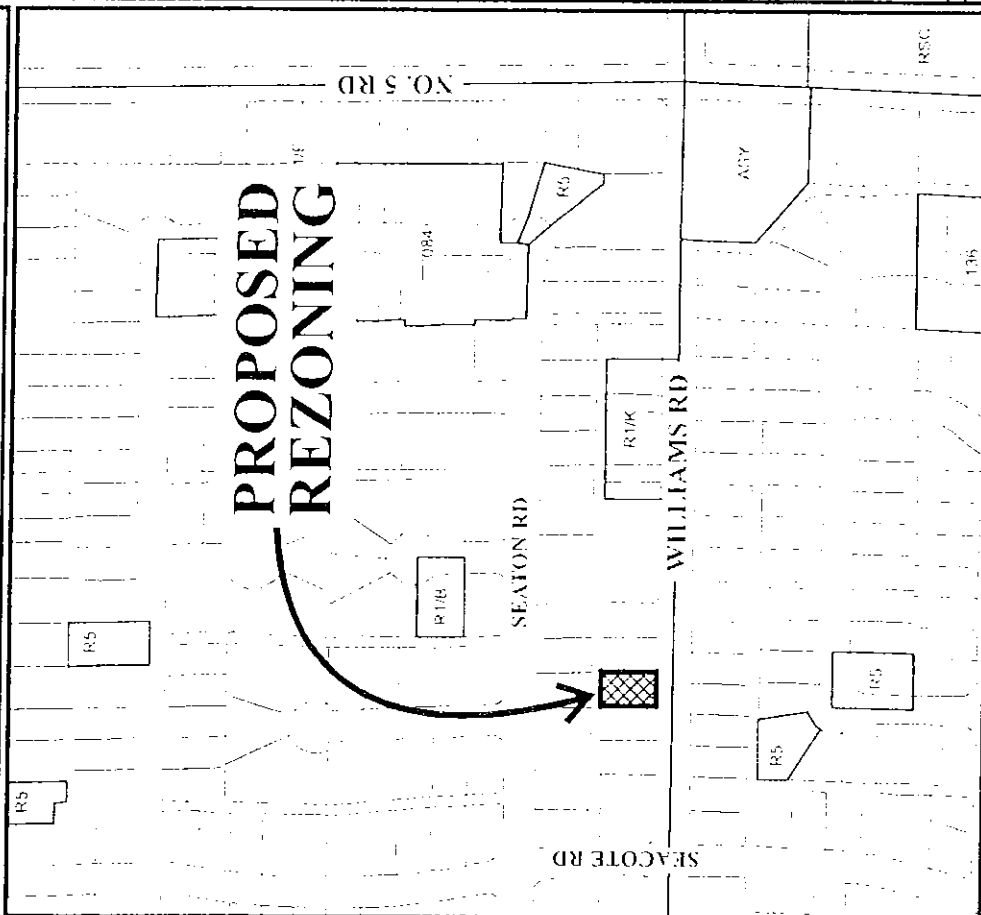 RSC
NO. 5 RD
ASY
R5
PROPOSED
REZONING
084
136
R1/K
WILLIAMS RD
SEATON RD
R1/B
R5
R5
R5
R5
SEACOTE RD